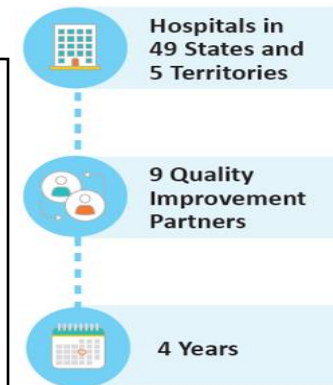 Hospitals in
49 States and
5 Territories
9 Quality
Improvement
Partners
4 Years